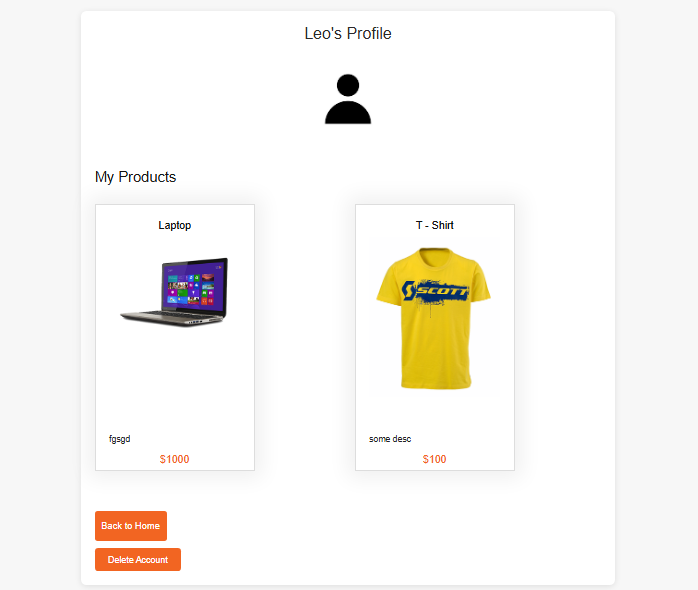 Leo's Profile
My Products
Laptop
T - Shirt
SCOTT
fgsgd
some desc
$1000
$100
Back to Home
Delete Account